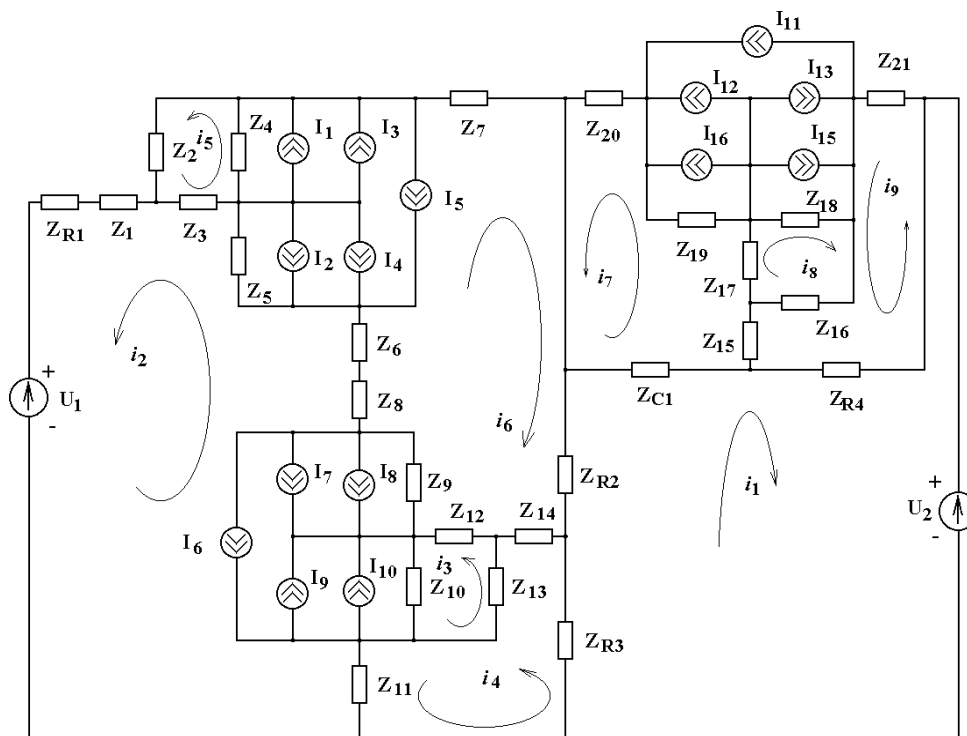 I11
Z21
I12
I13
Z20
I16
I15
i9
Z18
Z19
i7
i8
Z17
Z16
Z15
ZC1
ZR4
Z7
i5
Z4
I1
I3
Z2
I5
ZR1
Z1
Z3
I2
I4
Z5
Z6
i2
Z8
+
U1
-
i6
I7
I8
Z9
ZR2
i1
+
U2
-
Z12
Z14
I6
i3
I9
I10
Z10
Z13
ZR3
Z11
i4